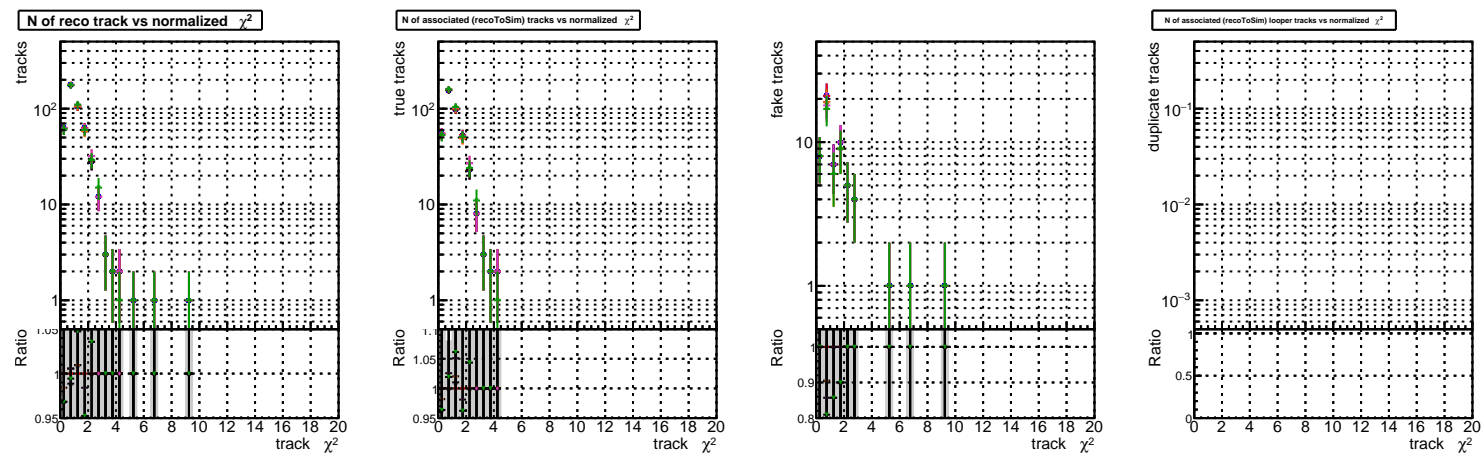 N of reco track vs normalized χ²
tracks
10²
10
1
Ratio
1.05
1
0.95
0 2 4 6 8 10 12 14 16 18 20
track χ²
N of associated (recoToSim) tracks vs normalized χ²
true tracks
10²
10
1
Ratio
1.1
1.05
1
0.95
0 2 4 6 8 10 12 14 16 18 20
track χ²
fake tracks
10
1
Ratio
1
0.9
0.8
0 2 4 6 8 10 12 14 16 18 20
track χ²
N of associated (recoToSim) looper tracks vs normalized χ²
duplicate tracks
10⁻¹
10⁻²
10⁻³
Ratio
1
0.5
0
0 2 4 6 8 10 12 14 16 18 20
track χ²